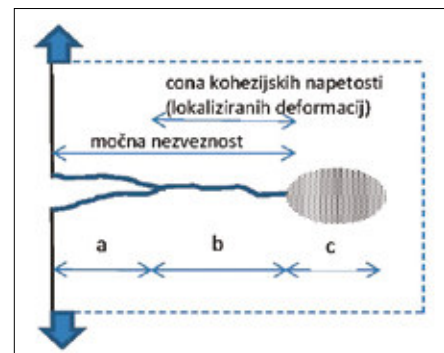 cona kohezijskih napetosti
(lokaliziranih deformacij)
močna nezveznost
a b c